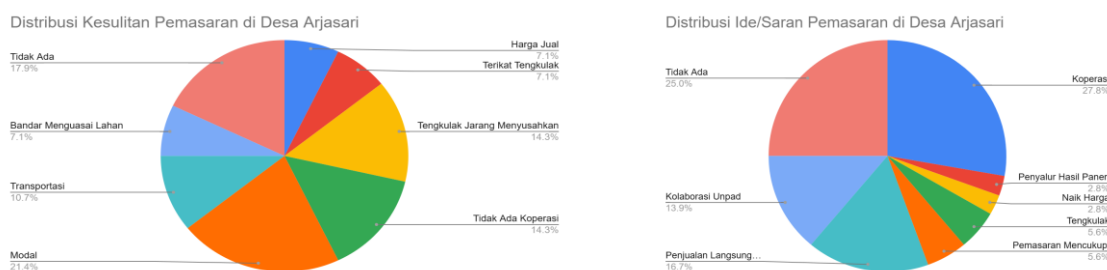 Distribusi Kesulitan Pemasaran di Desa Arjasari
Harga Jual
7.1%
Terikat Tengkulak
7.1%
Tengkulak Jarang Menyusahkan
14.3%
Tidak Ada Koperasi
14.3%
Modal
21.4%
Transportasi
10.7%
Bandar Menguasai Lahan
7.1%
Tidak Ada
17.9%
Distribusi Ide/Saran Pemasaran di Desa Arjasari
Koperas
27.8%
Penyalur Hasil Paner
2.8%
Naik Harga
2.8%
Tengkulak
5.6%
Pemasaran Mencukup
5.6%
Penjualan Langsung...
16.7%
Kolaborasi Unpad
13.9%
Tidak Ada
25.0%